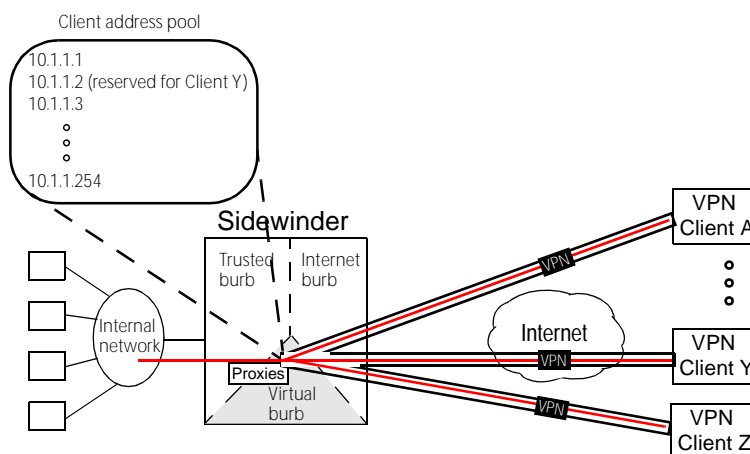 Client address pool
10.1.1.1
10.1.1.2 (reserved for Client Y)
10.1.1.3
10.1.1.254
Sidewinder
Trusted
burb
Internet
burb
Internal
network
Proxies
Virtual
burb
VPN
VPN
VPN
Internet
VPN
Client A
VPN
Client Y
VPN
Client Z